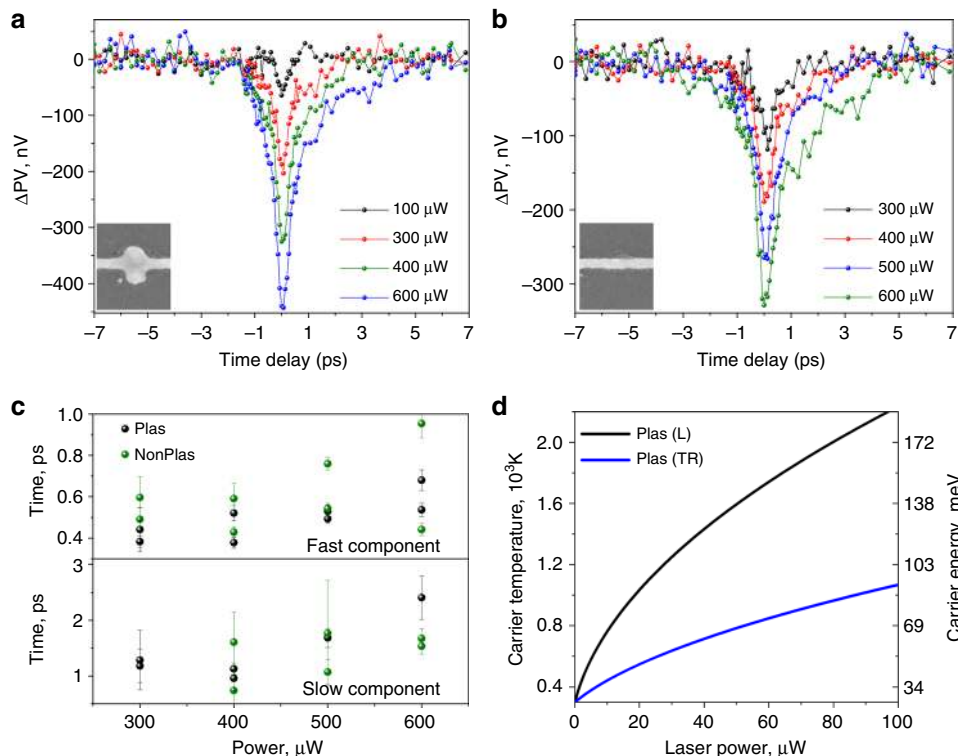 a
0
−100
−200
−300
−400
ΔPV, nV
100 μW
300 μW
400 μW
600 μW
−7 −5 −3 −1 1 3 5 7
Time delay (ps)
b
0
−100
−200
−300
ΔPV, nV
300 μW
400 μW
500 μW
600 μW
−7 −5 −3 −1 1 3 5 7
Time delay (ps)
c
1.0
0.8
0.6
0.4
Time, ps
Plas
NonPlas
Fast component
3
2
1
Time, ps
Slow component
300 400 500 600
Power, μW
d
2.0
1.6
1.2
0.8
0.4
Carrier temperature, 10³K
Plas (L)
Plas (TR)
172
138
103
69
34
Carrier energy, meV
0 20 40 60 80 100
Laser power, μW